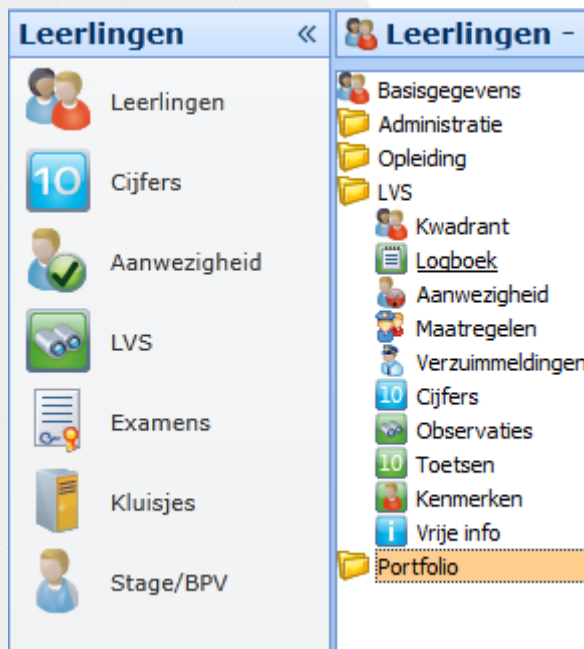 Leerlingen «
Leerlingen
10 Cijfers
Aanwezigheid
LVS
Examens
Kluisjes
Stage/BPV
Leerlingen -
Basisgegevens
Administratie
Opleiding
LVS
Kwadrant
Logboek
Aanwezigheid
Maatregelen
Verzuimmeldingen
10 Cijfers
Observaties
10 Toetsen
Kenmerken
i Vrije info
Portfolio